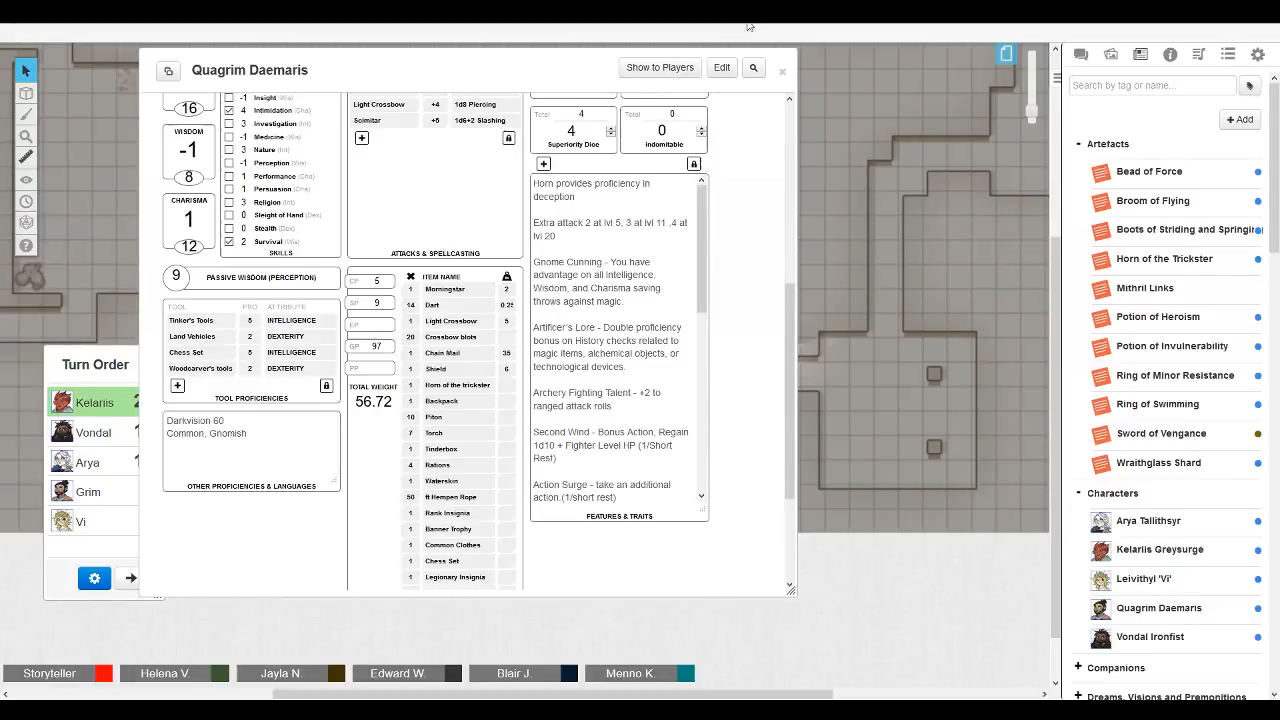 Quagrim Daemaris
Show to Players
Edit
16
WISDOM
-1
8
CHARISMA
1
12
-1 Insight (Wis)
4 Intimidation (Cha)
3 Investigation (Int)
-1 Medicine (Wis)
3 Nature (Int)
-1 Perception (Wis)
1 Performance (Cha)
1 Persuasion (Cha)
3 Religion (Int)
0 Sleight of Hand (Dex)
0 Stealth (Dex)
2 Survival (Wis)
SKILLS
Light Crossbow +4 1d8 Piercing
Scimitar +5 1d6+2 Slashing
ATTACKS & SPELLCASTING
9 PASSIVE WISDOM (PERCEPTION)
TOOL PRO ATTRIBUTE
Tinker's Tools 5 INTELLIGENCE
Land Vehicles 2 DEXTERITY
Chess Set 5 INTELLIGENCE
Woodcarver's tools 2 DEXTERITY
TOOL PROFICIENCIES
Darkvision 60
Common, Gnomish
OTHER PROFICIENCIES & LANGUAGES
CP 5
SP 9
EP
GP 97
PP
TOTAL WEIGHT
56.72
ITEM NAME
1 Morningstar 2
14 Dart 0.25
1 Light Crossbow 5
20 Crossbow blots
1 Chain Mail 35
1 Shield 6
1 Horn of the trickster
1 Backpack
10 Piton
7 Torch
1 Tinderbox
4 Rations
1 Waterskin
50 ft Hempen Rope
1 Rank Insignia
1 Banner Trophy
1 Common Clothes
1 Chess Set
1 Legionary Insignia
Total 4
4
Superiority Dice
Total 0
0
indomitable
Horn provides proficiency in
deception
Extra attack 2 at lvl 5, 3 at lvl 11 ,4 at
lvl 20
Gnome Cunning - You have
advantage on all Intelligence,
Wisdom, and Charisma saving
throws against magic.
Artificer's Lore - Double proficiency
bonus on History checks related to
magic items, alchemical objects, or
technological devices.
Archery Fighting Talent - +2 to
ranged attack rolls
Second Wind - Bonus Action, Regain
1d10 + Fighter Level HP (1/Short
Rest)
Action Surge - take an additional
action.(1/short rest)
FEATURES & TRAITS
Turn Order
Kelariis
Vondal
Arya
Grim
Vi
Storyteller
Helena V.
Jayla N.
Edward W.
Blair J.
Menno K.
Search by tag or name...
+ Add
- Artefacts
Bead of Force
Broom of Flying
Boots of Striding and Springin
Horn of the Trickster
Mithril Links
Potion of Heroism
Potion of Invulverability
Ring of Minor Resistance
Ring of Swimming
Sword of Vengance
Wraithglass Shard
- Characters
Arya Tallithsyr
Kelariis Greysurge
Leivithyl 'Vi'
Quagrim Daemaris
Vondal Ironfist
+ Companions
+ Dreams, Visions and Premonitions